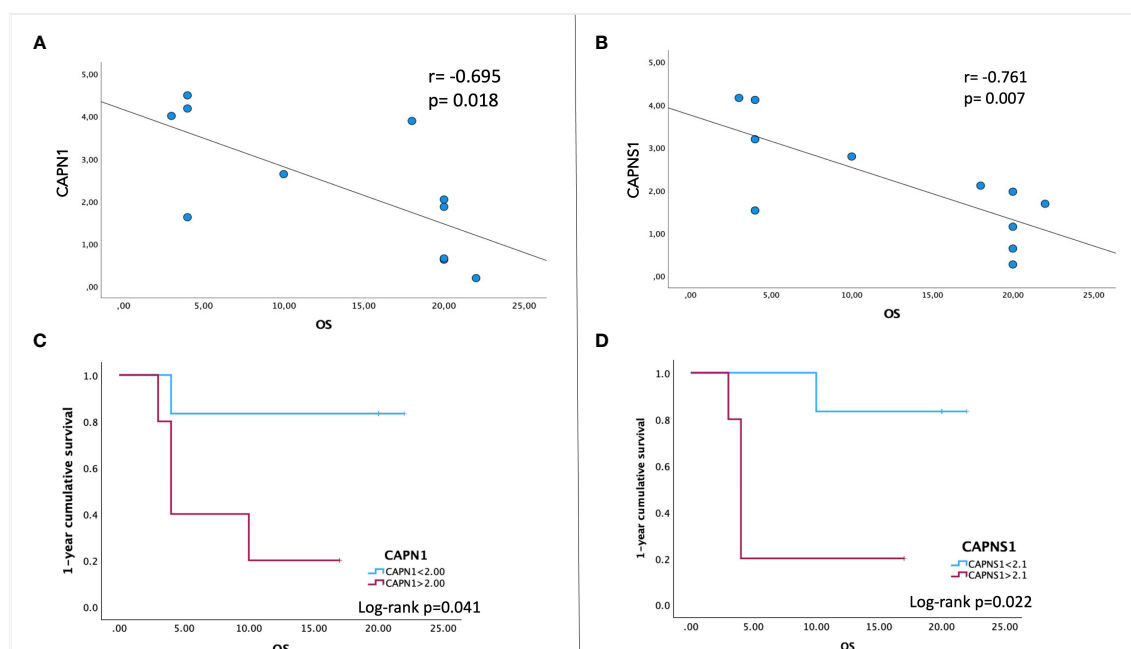 A
CAPN1
5,00
4,00
3,00
2,00
1,00
,00
r= -0.695
p= 0.018
,00 5,00 10,00 15,00 20,00 25,00
OS
B
CAPNS1
5,00
4,00
3,00
2,00
1,00
,00
r= -0.761
p= 0.007
,00 5,00 10,00 15,00 20,00 25,00
OS
C
1-year cumulative survival
1.0
0.8
0.6
0.4
0.2
0.0
CAPN1
CAPN1<2.00
CAPN1>2.00
Log-rank p=0.041
.00 5.00 10.00 15.00 20.00 25.00
OS
D
1-year cumulative survival
1.0
0.8
0.6
0.4
0.2
0.0
CAPNS1
CAPNS1<2.1
CAPNS1>2.1
Log-rank p=0.022
.00 5.00 10.00 15.00 20.00 25.00
OS